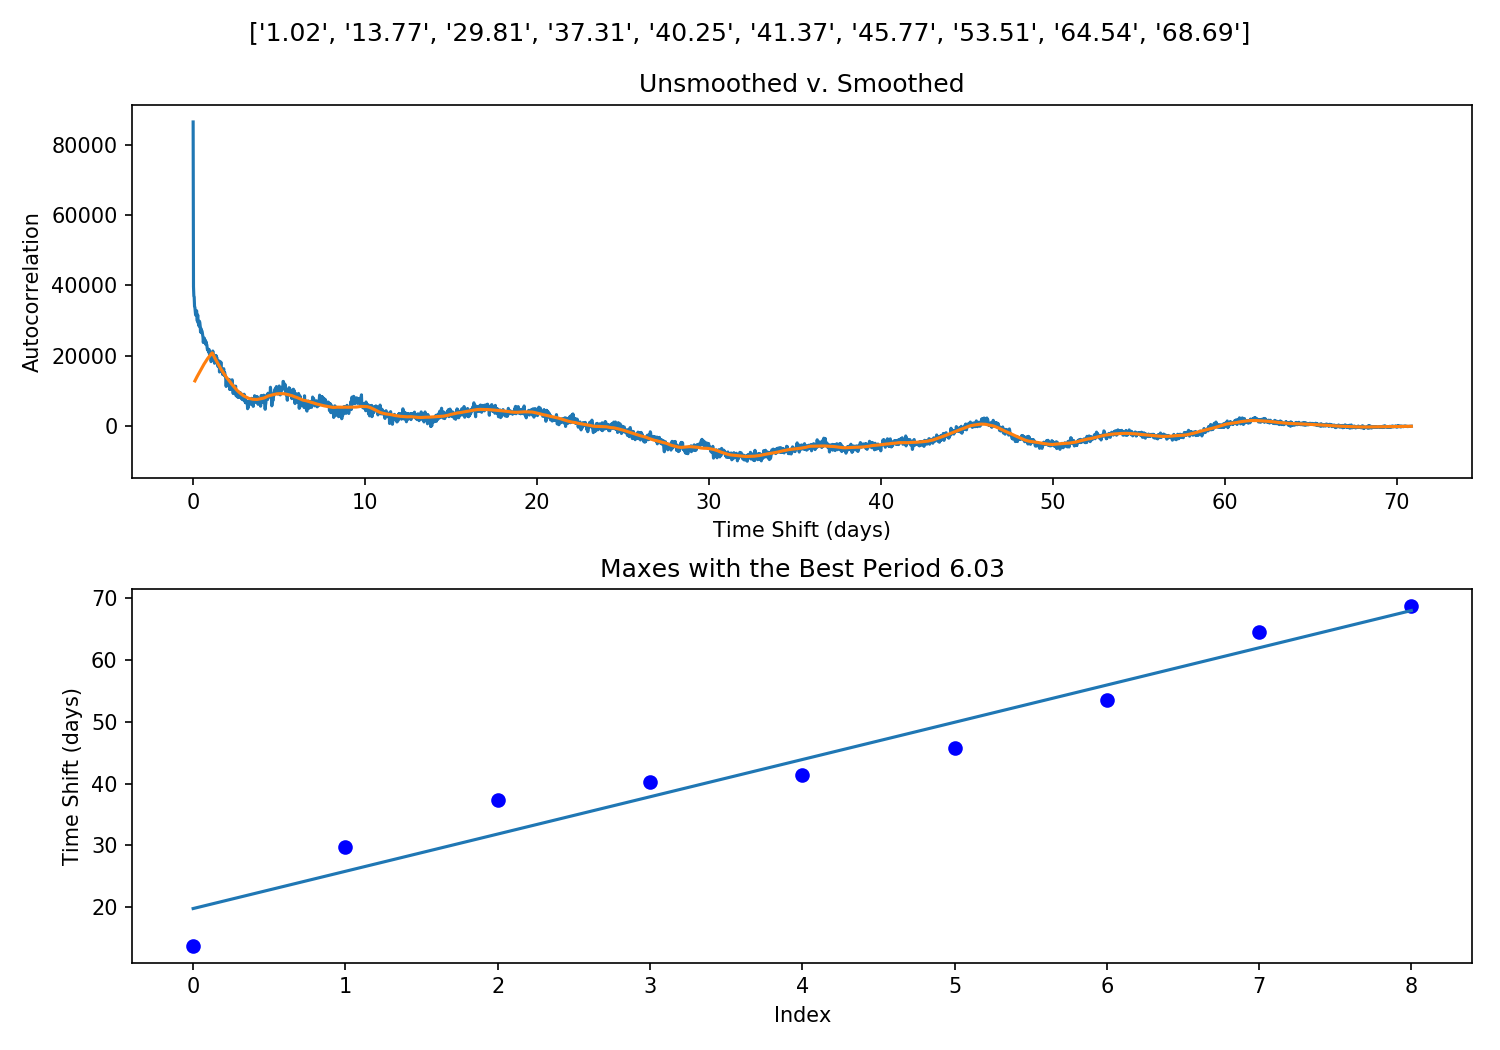 ['1.02', '13.77', '29.81', '37.31', '40.25', '41.37', '45.77', '53.51', '64.54', '68.69']
Unsmoothed v. Smoothed
Autocorrelation
80000
60000
40000
20000
0
0 10 20 30 40 50 60 70
Time Shift (days)
Maxes with the Best Period 6.03
Time Shift (days)
70
60
50
40
30
20
0 1 2 3 4 5 6 7 8
Index